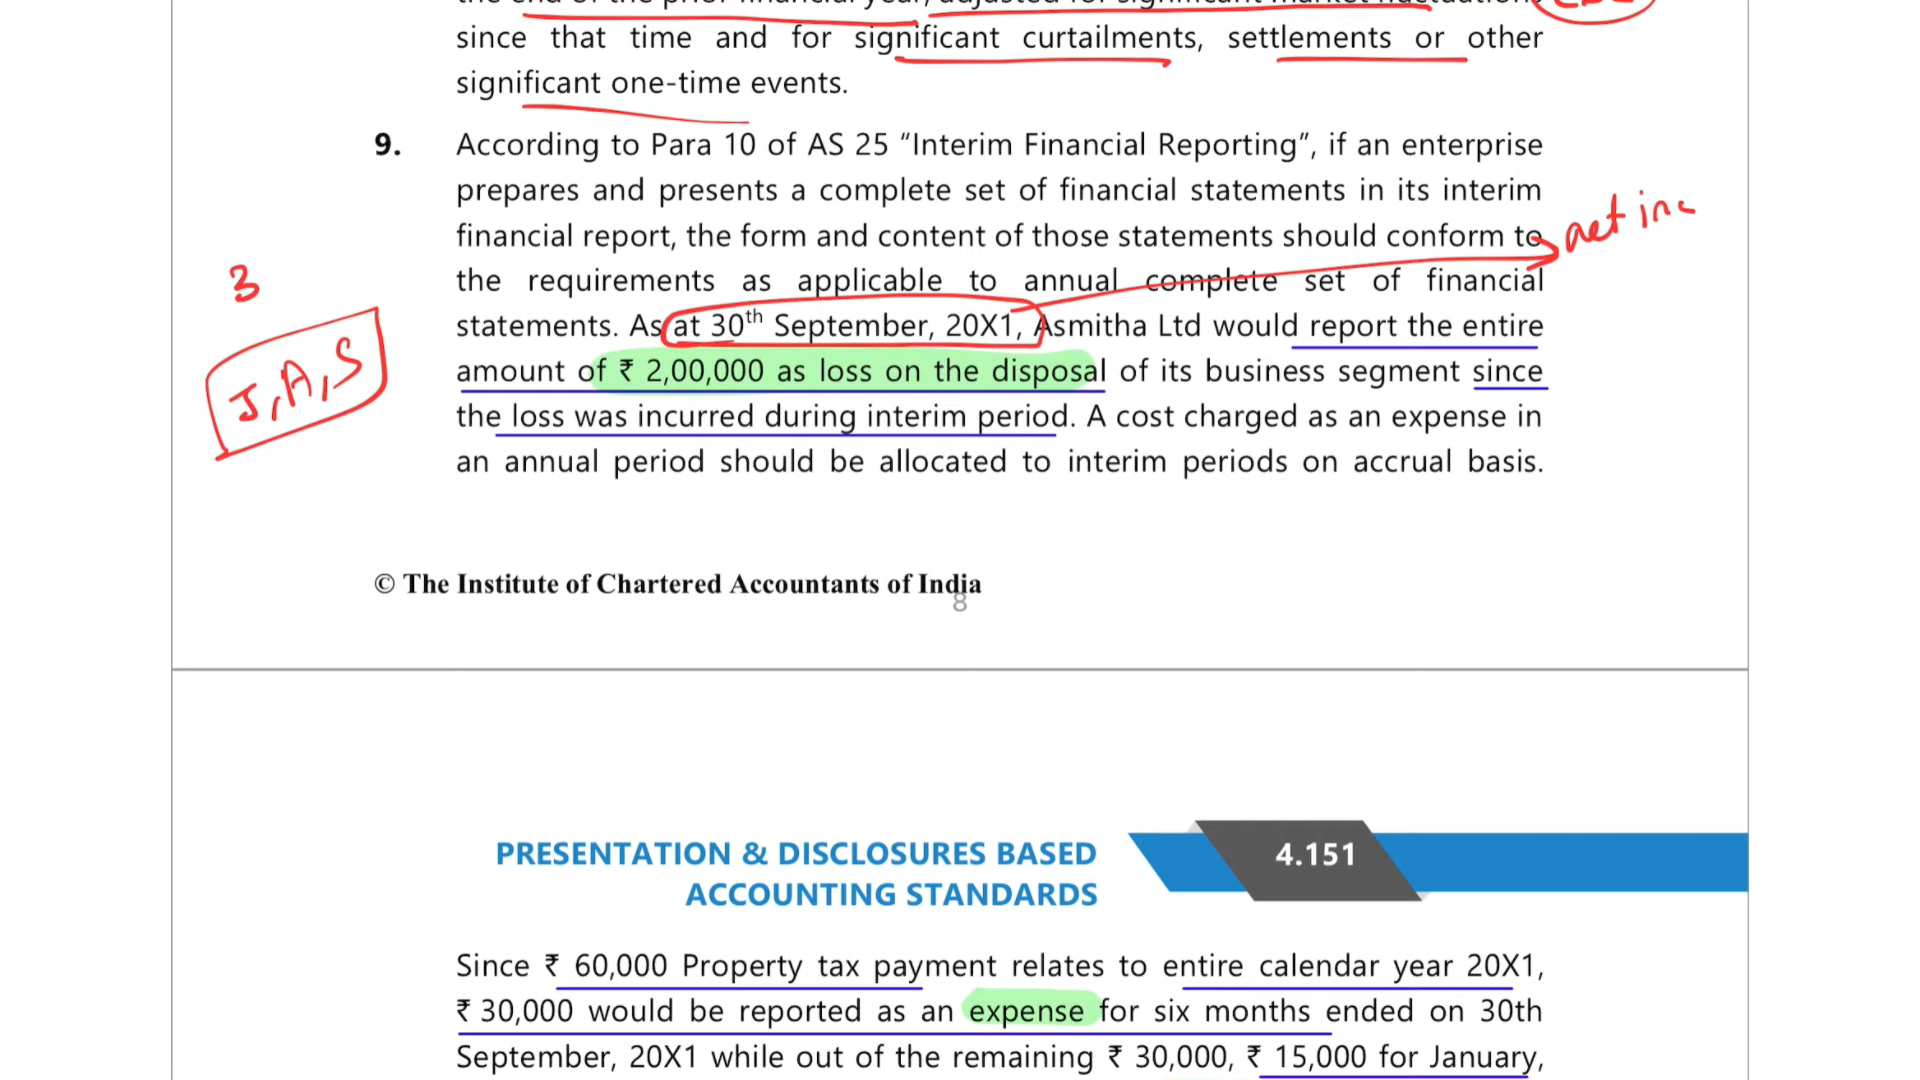 since that time and for significant curtailments, settlements or other
significant one-time events.
9. According to Para 10 of AS 25 “Interim Financial Reporting”, if an enterprise
prepares and presents a complete set of financial statements in its interim
financial report, the form and content of those statements should conform to
net inc
the requirements as applicable to annual complete set of financial
3
statements. As at 30th September, 20X1, Asmitha Ltd would report the entire
amount of ₹ 2,00,000 as loss on the disposal of its business segment since
J, A, S
the loss was incurred during interim period. A cost charged as an expense in
an annual period should be allocated to interim periods on accrual basis.
© The Institute of Chartered Accountants of India
8
PRESENTATION & DISCLOSURES BASED
ACCOUNTING STANDARDS
4.151
Since ₹ 60,000 Property tax payment relates to entire calendar year 20X1,
₹ 30,000 would be reported as an expense for six months ended on 30th
September, 20X1 while out of the remaining ₹ 30,000, ₹ 15,000 for January,